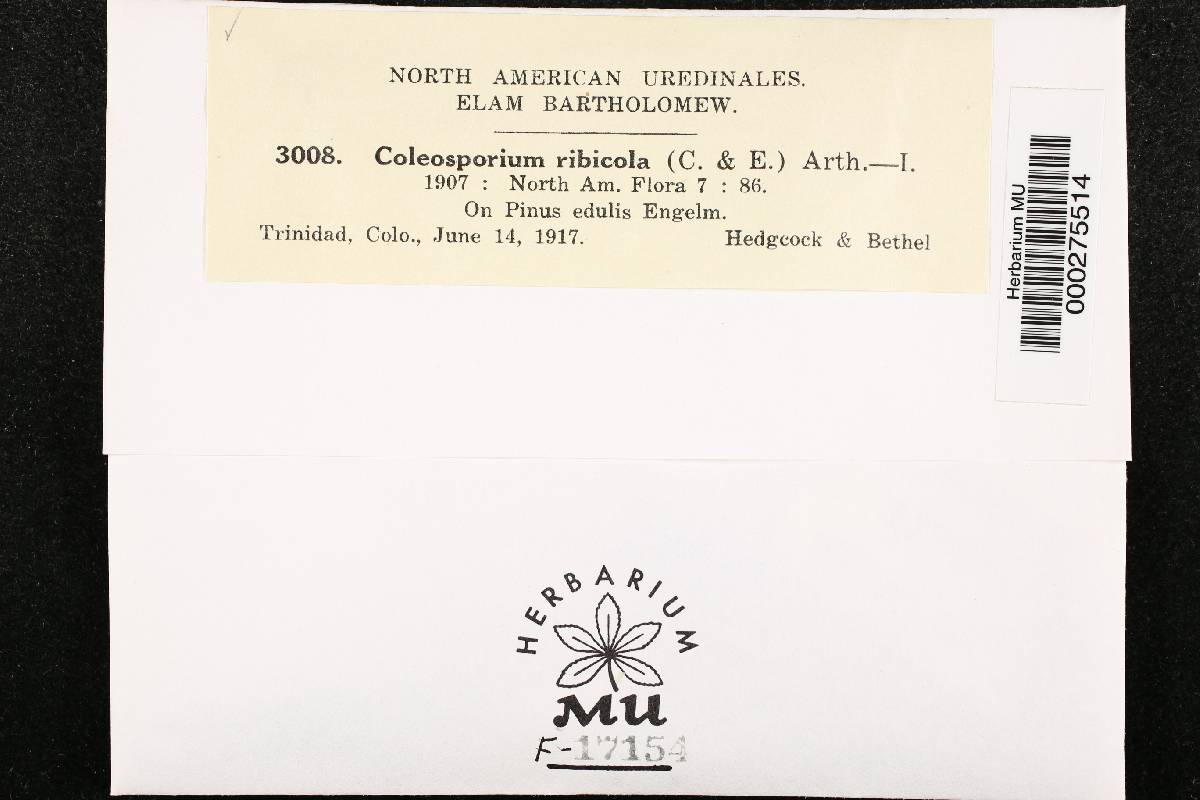 NORTH AMERICAN UREDINALES.
ELAM BARTHOLOMEW.
3008. Coleosporium ribicola (C. & E.) Arth.—I.
1907 : North Am. Flora 7 : 86.
On Pinus edulis Engelm.
Trinidad, Colo., June 14, 1917. Hedgcock & Bethel
Herbarium MU
000275514
HERBARIUM
MU
F-17154